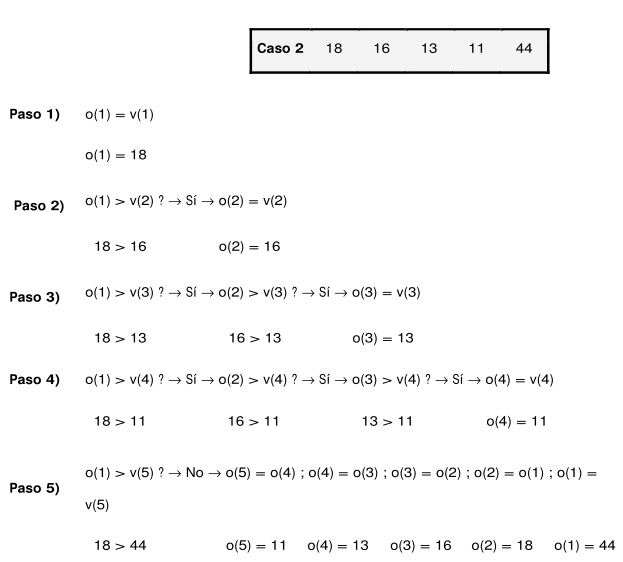 Caso 2 18 16 13 11 44
Paso 1) o(1) = v(1)
o(1) = 18
Paso 2) o(1) > v(2) ? → Sí → o(2) = v(2)
18 > 16 o(2) = 16
Paso 3) o(1) > v(3) ? → Sí → o(2) > v(3) ? → Sí → o(3) = v(3)
18 > 13 16 > 13 o(3) = 13
Paso 4) o(1) > v(4) ? → Sí → o(2) > v(4) ? → Sí → o(3) > v(4) ? → Sí → o(4) = v(4)
18 > 11 16 > 11 13 > 11 o(4) = 11
Paso 5) o(1) > v(5) ? → No → o(5) = o(4) ; o(4) = o(3) ; o(3) = o(2) ; o(2) = o(1) ; o(1) =
v(5)
18 > 44 o(5) = 11 o(4) = 13 o(3) = 16 o(2) = 18 o(1) = 44